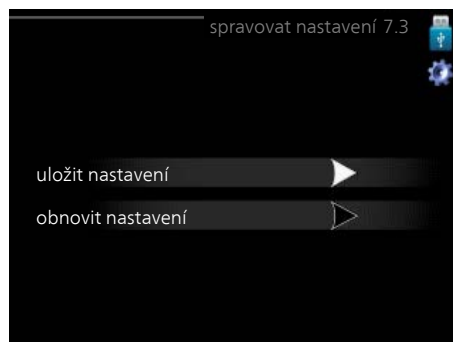 spravovat nastavení 7.3
uložit nastavení
obnovit nastavení